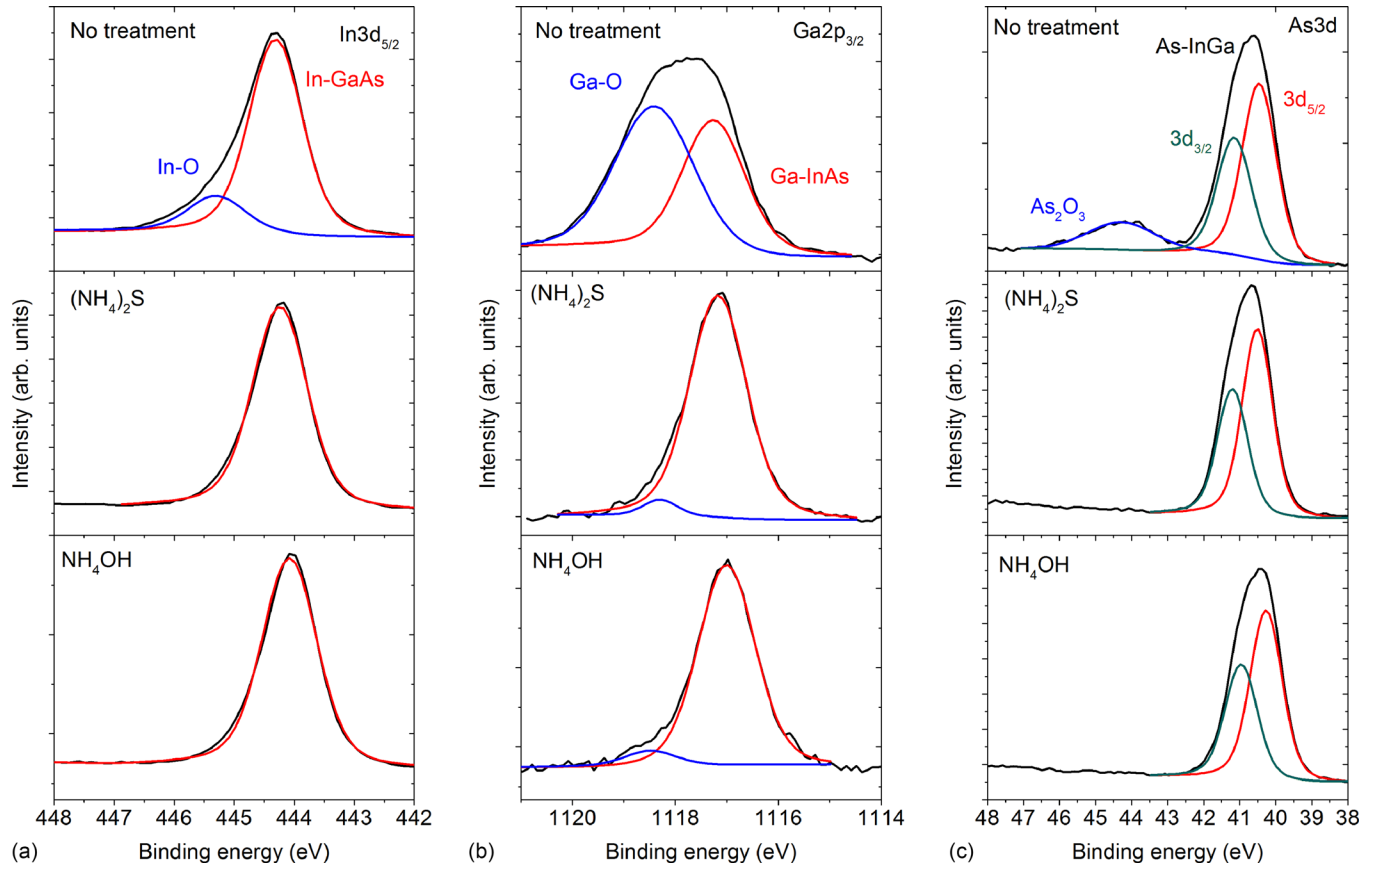 No treatment
In3d5/2
In-GaAs
In-O
(NH4)2S
NH4OH
Intensity (arb. units)
448 447 446 445 444 443 442
(a) Binding energy (eV)
No treatment
Ga2p3/2
Ga-O
Ga-InAs
(NH4)2S
NH4OH
Intensity (arb. units)
1120 1118 1116 1114
(b) Binding energy (eV)
No treatment
As3d
As-InGa
3d5/2
3d3/2
As2O3
(NH4)2S
NH4OH
Intensity (arb. units)
48 47 46 45 44 43 42 41 40 39 38
(c) Binding energy (eV)